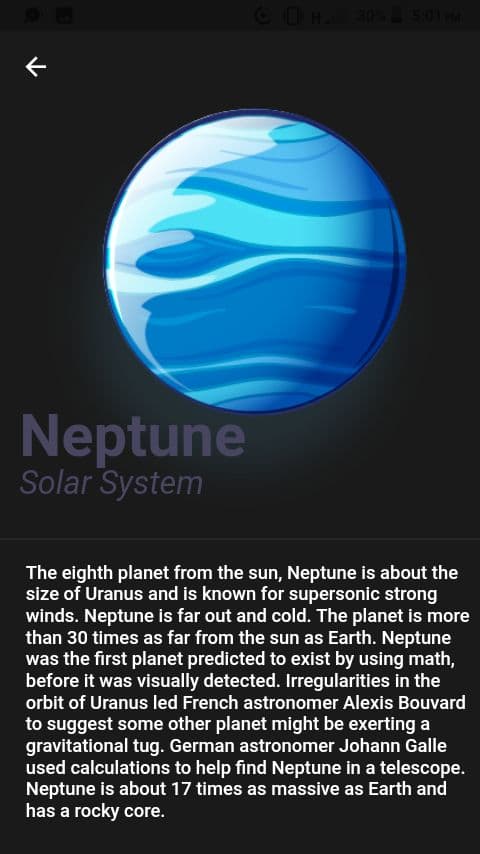 H 30% 5:01 PM
Neptune
Solar System
The eighth planet from the sun, Neptune is about the
size of Uranus and is known for supersonic strong
winds. Neptune is far out and cold. The planet is more
than 30 times as far from the sun as Earth. Neptune
was the first planet predicted to exist by using math,
before it was visually detected. Irregularities in the
orbit of Uranus led French astronomer Alexis Bouvard
to suggest some other planet might be exerting a
gravitational tug. German astronomer Johann Galle
used calculations to help find Neptune in a telescope.
Neptune is about 17 times as massive as Earth and
has a rocky core.